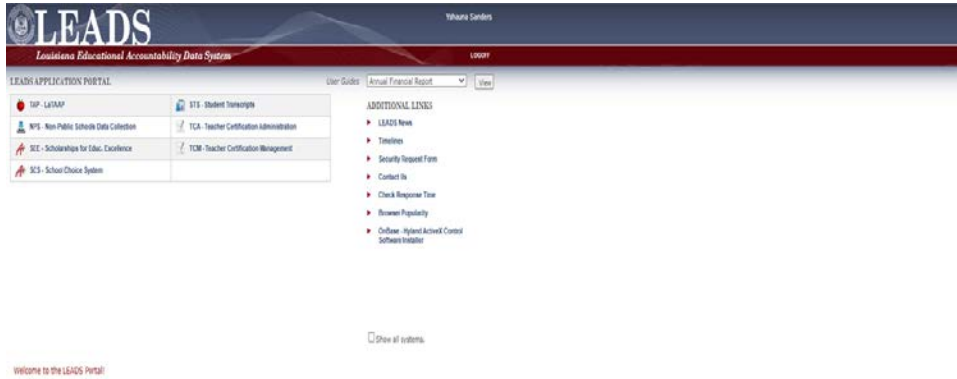 LEADS
Yshauna Sanders
Louisiana Educational Accountability Data System
LOGOFF
LEADS APPLICATION PORTAL
User Guides: Annual Financial Report View
TAP - LaTAAP
STS - Student Transcripts
NPS - Non Public Schools Data Collection
TCA - Teacher Certification Administration
SEE - Scholarships for Educ. Excellence
TCM - Teacher Certification Management
SCS - School Choice System
ADDITIONAL LINKS
LEADS News
Timelines
Security Request Form
Contact Us
Check Response Time
Browser Popularity
OnBase - Hyland ActiveX Control
Software Installer
Show all systems.
Welcome to the LEADS Portal!